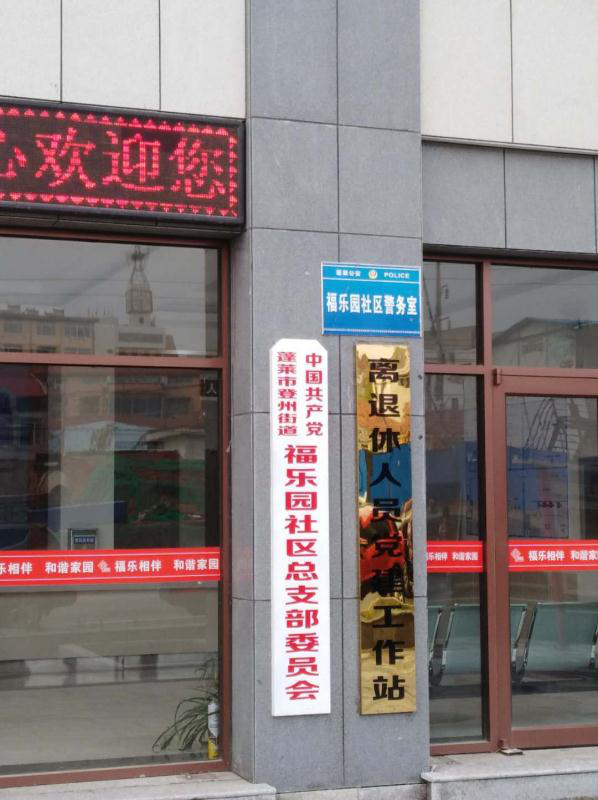 心欢迎您
蓬莱公安 POLICE
福乐园社区警务室
中国共产党
蓬莱市登州街道
福乐园社区总支部委员会
离退休人员党建工作站
乐相伴 和谐家园 福乐相伴 和谐家园
福乐相伴 和谐家园 福乐相伴 和谐家